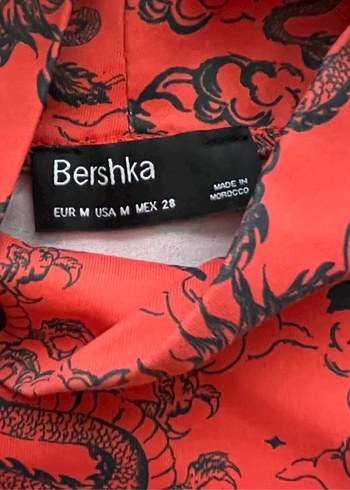 Bershka
EUR M USA M MEX 28
MADE IN
MOROCCO